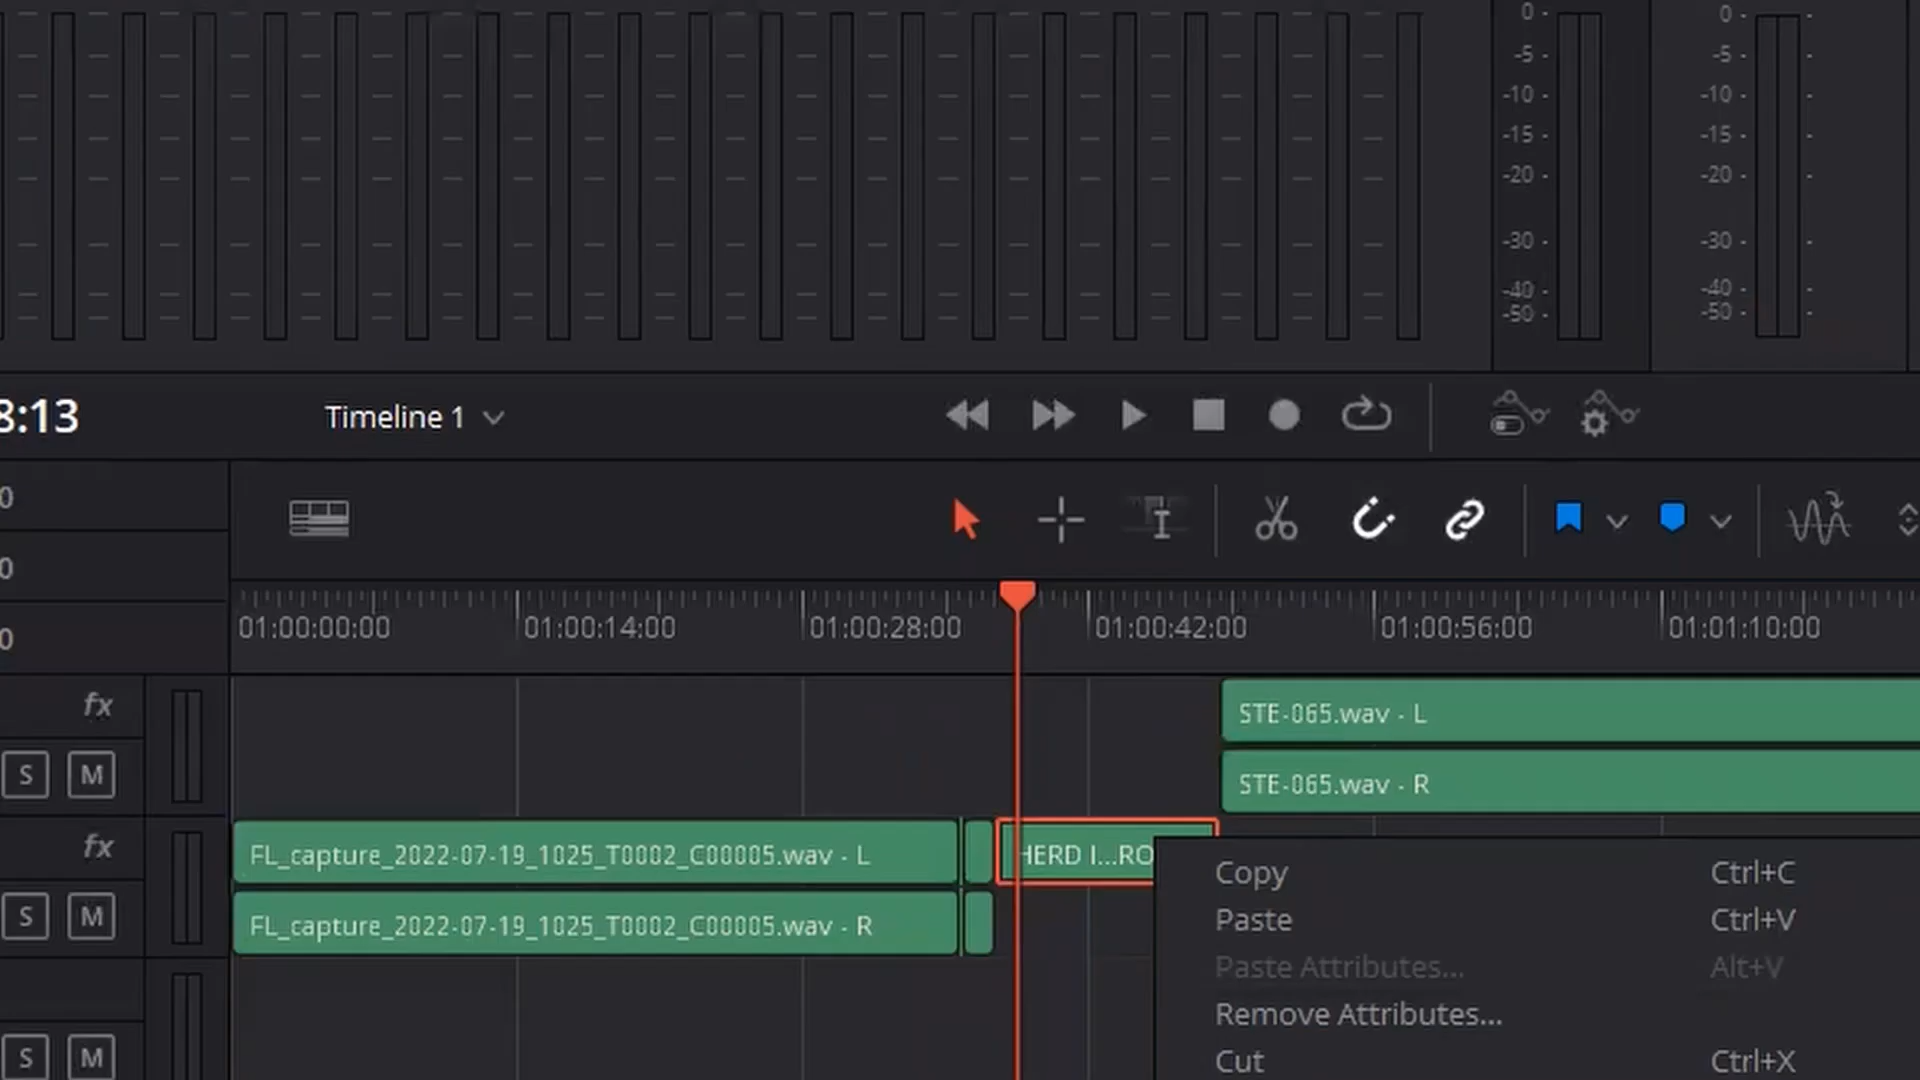 0 -
0 -
-5 -
-5 -
-10 -
-10 -
-15 -
-15 -
-20 -
-20 -
-30 -
-30 -
-40 -
-40 -
-50 -
-50 -
8:13
Timeline 1
0
0
0
01:00:00:00
01:00:14:00
01:00:28:00
01:00:42:00
01:00:56:00
01:01:10:00
fx
STE-065.wav - L
S
M
STE-065.wav - R
fx
FL_capture_2022-07-19_1025_T0002_C00005.wav - L
HERD I...RO
S
M
FL_capture_2022-07-19_1025_T0002_C00005.wav - R
Copy
Ctrl+C
Paste
Ctrl+V
Paste Attributes...
Alt+V
Remove Attributes...
S
M
Cut
Ctrl+X